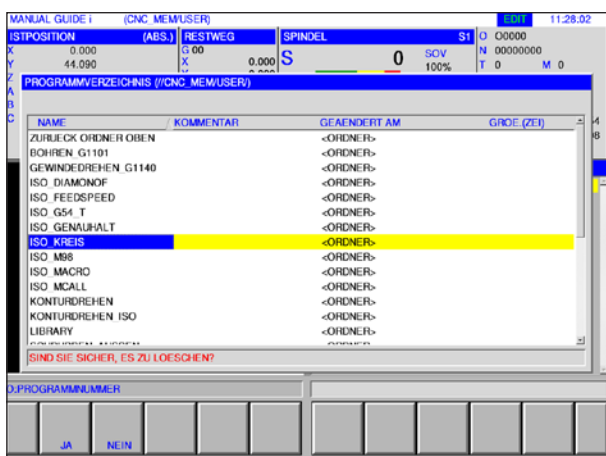 MANUAL GUIDE i (CNC_MEM/USER) EDIT 11:28:02
ISTPOSITION (ABS.) RESTWEG SPINDEL S1 O O0000
X 0.000 G 00 S 0 SOV 100% N 00000000
Y 44.090 X 0.000 T 0 M 0
Z
A
B
C
PROGRAMMVERZEICHNIS (//CNC_MEM/USER/)
NAME KOMMENTAR GEAENDERT AM GROE.(ZEI)
ZURUECK ORDNER OBEN <ORDNER>
BOHREN_G1101 <ORDNER>
GEWINDEDREHEN_G1140 <ORDNER>
ISO_DIAMONOF <ORDNER>
ISO_FEEDSPEED <ORDNER>
ISO_G54_T <ORDNER>
ISO_GENAUHALT <ORDNER>
ISO_KREIS <ORDNER>
ISO_M98 <ORDNER>
ISO_MACRO <ORDNER>
ISO_MCALL <ORDNER>
KONTURDREHEN <ORDNER>
KONTURDREHEN_ISO <ORDNER>
LIBRARY <ORDNER>
SIND SIE SICHER, ES ZU LOESCHEN?
O:PROGRAMMNUMMER
JA NEIN